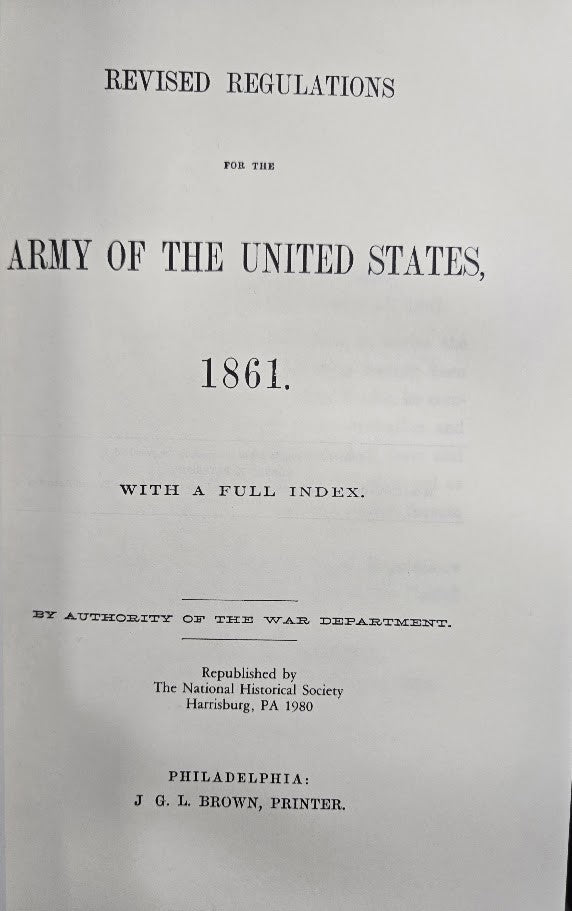 REVISED REGULATIONS
FOR THE
ARMY OF THE UNITED STATES,
1861.
WITH A FULL INDEX.
BY AUTHORITY OF THE WAR DEPARTMENT.
Republished by
The National Historical Society
Harrisburg, PA 1980
PHILADELPHIA:
J G. L. BROWN, PRINTER.